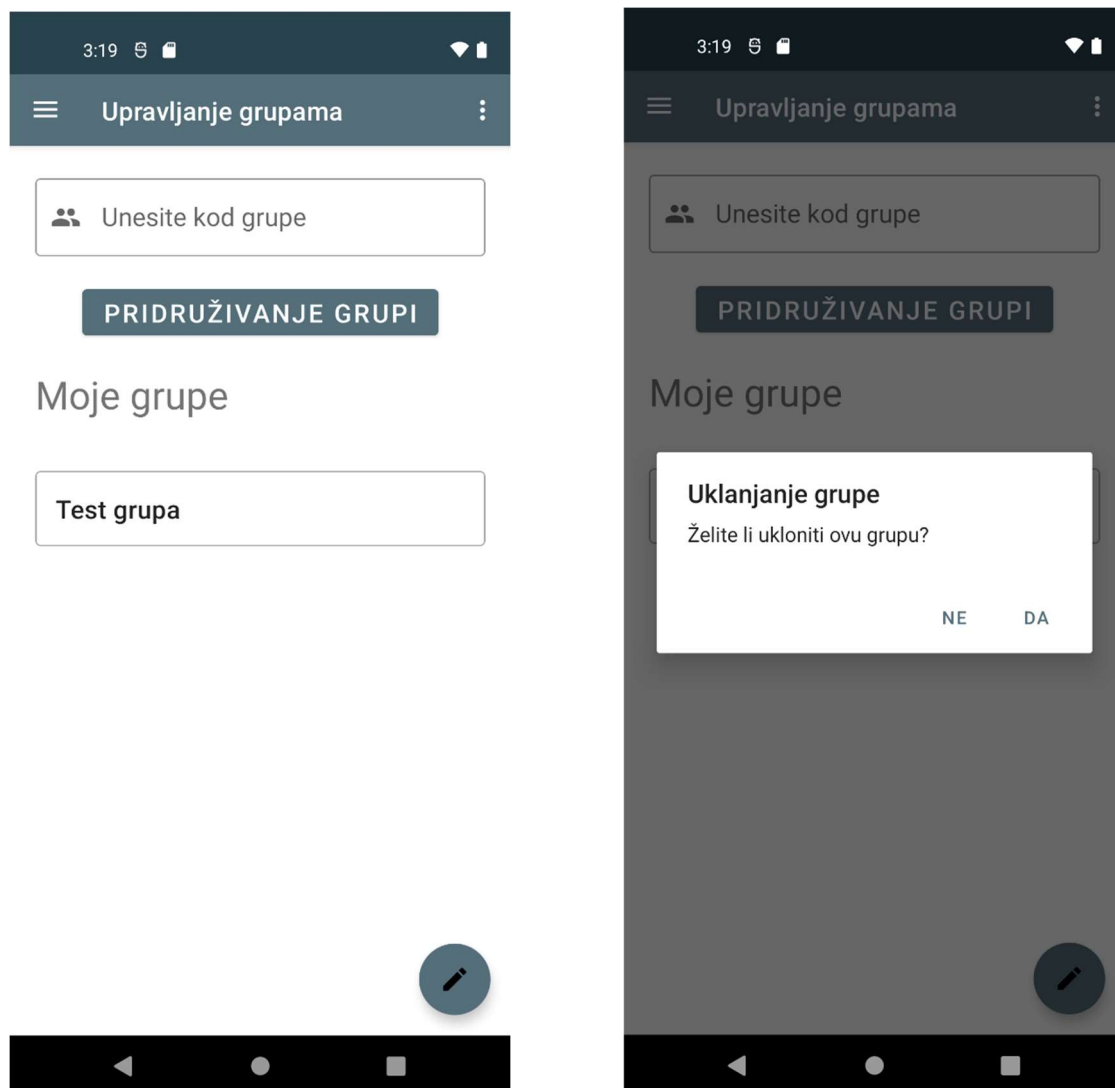 3:19
Upravljanje grupama
Unesite kod grupe
PRIDRUŽIVANJE GRUPI
Moje grupe
Test grupa
3:19
Upravljanje grupama
Unesite kod grupe
PRIDRUŽIVANJE GRUPI
Moje grupe
Uklanjanje grupe
Želite li ukloniti ovu grupu?
NE DA